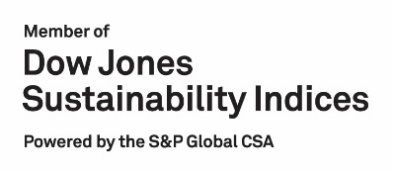 Member of
Dow Jones
Sustainability Indices
Powered by the S&P Global CSA